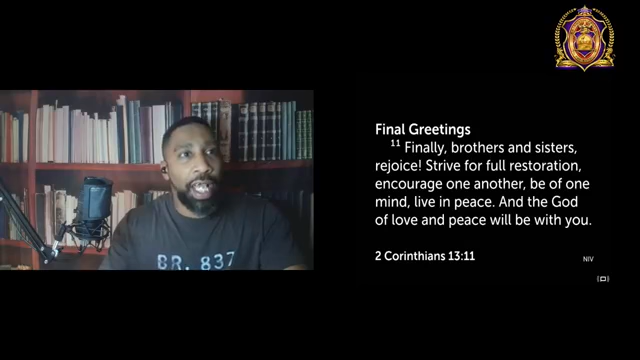 BR. 837
Final Greetings
11 Finally, brothers and sisters,
rejoice! Strive for full restoration,
encourage one another, be of one
mind, live in peace. And the God
of love and peace will be with you.
2 Corinthians 13:11
NIV